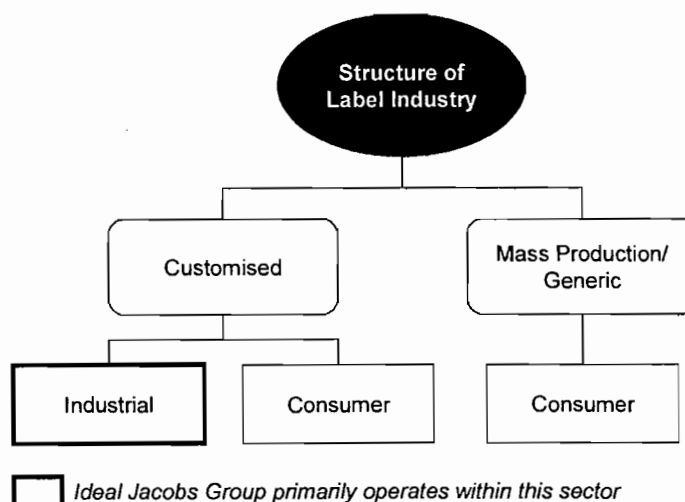 Structure of
Label Industry
Customised
Mass Production/
Generic
Industrial
Consumer
Consumer
Ideal Jacobs Group primarily operates within this sector